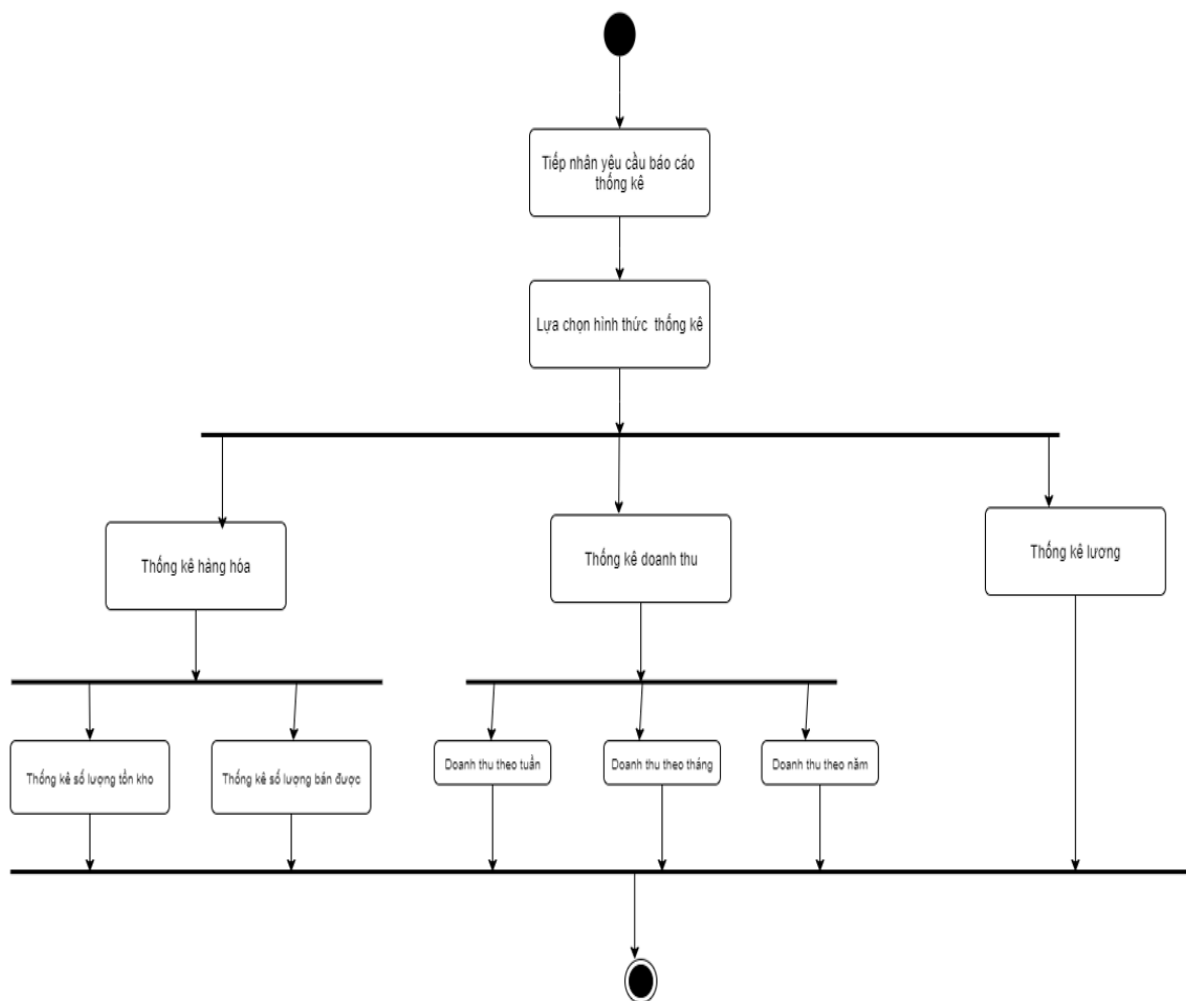 Tiếp nhân yêu cầu báo cáo
thống kê
Lựa chọn hình thức thống kê
Thống kê hàng hóa
Thống kê doanh thu
Thống kê lương
Thống kê số lượng tồn kho
Thống kê số lượng bán được
Doanh thu theo tuần
Doanh thu theo tháng
Doanh thu theo năm